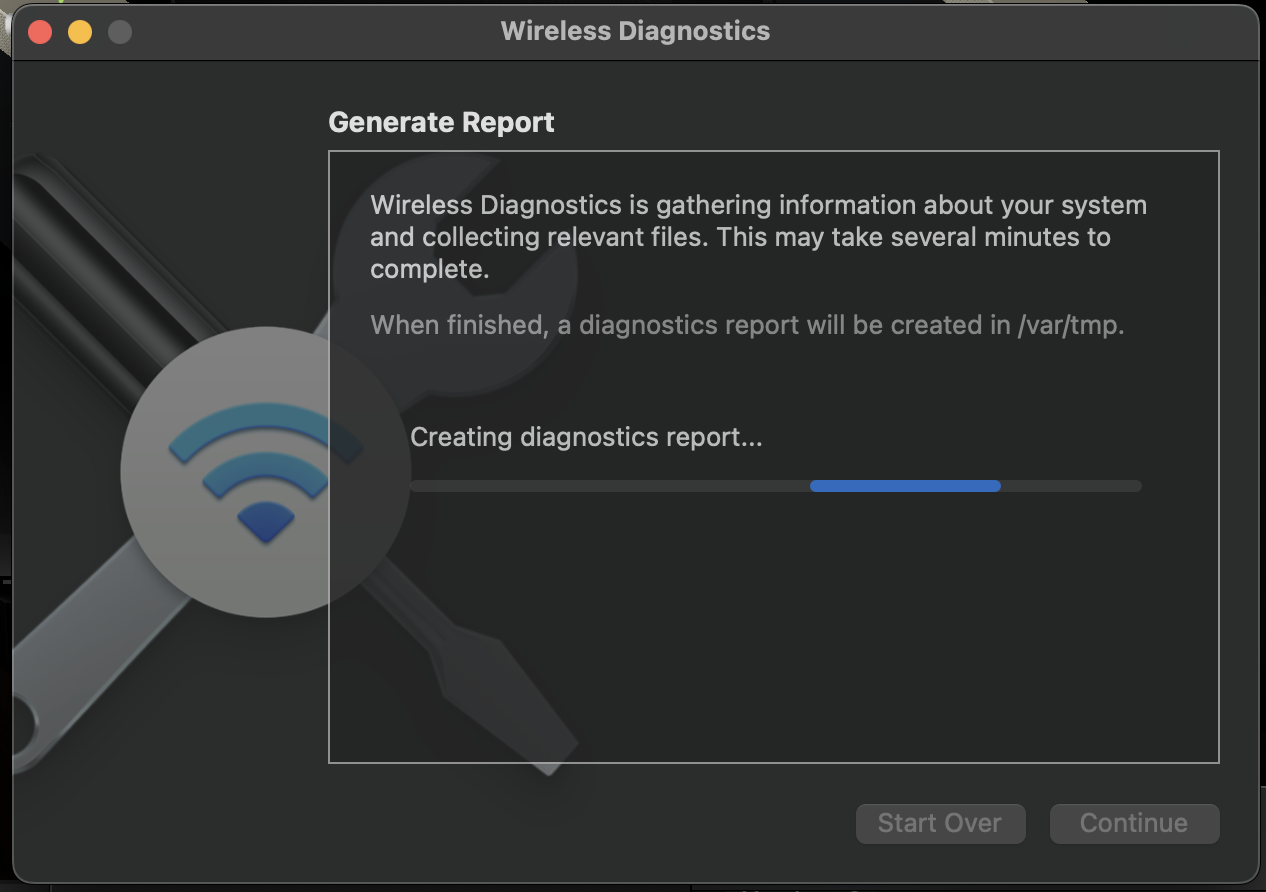 Wireless Diagnostics
Generate Report
Wireless Diagnostics is gathering information about your system
and collecting relevant files. This may take several minutes to
complete.
When finished, a diagnostics report will be created in /var/tmp.
Creating diagnostics report...
Start Over
Continue